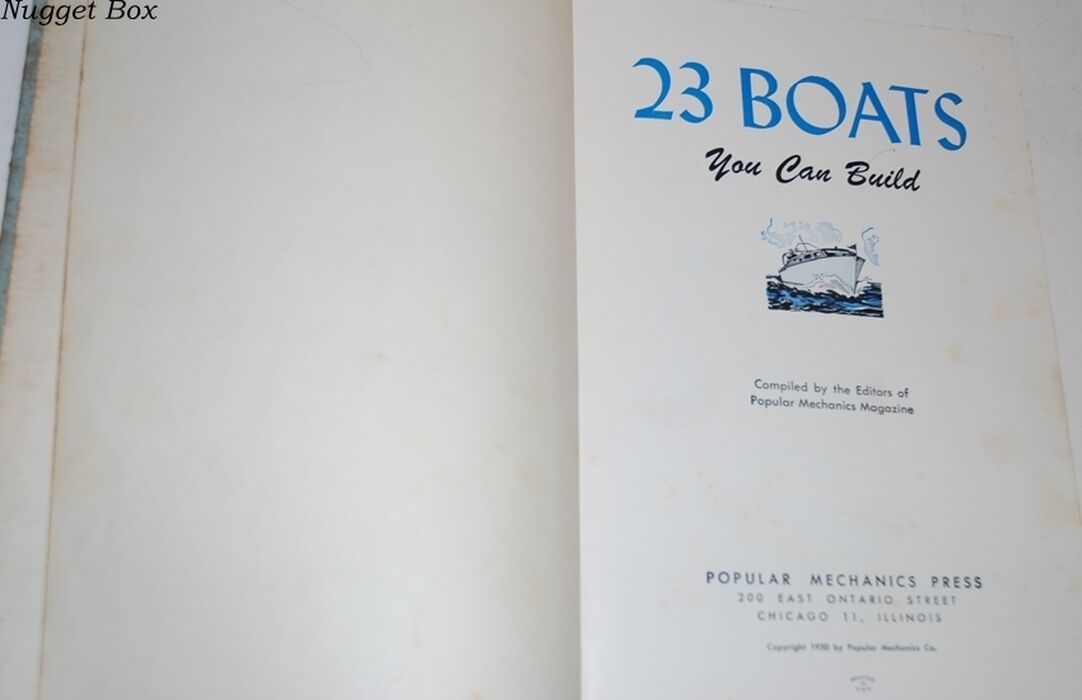 Nugget Box
23 BOATS
You Can Build
Compiled by the Editors of
Popular Mechanics Magazine
POPULAR MECHANICS PRESS
200 EAST ONTARIO STREET
CHICAGO 11, ILLINOIS
Copyright 1950 by Popular Mechanics Co.